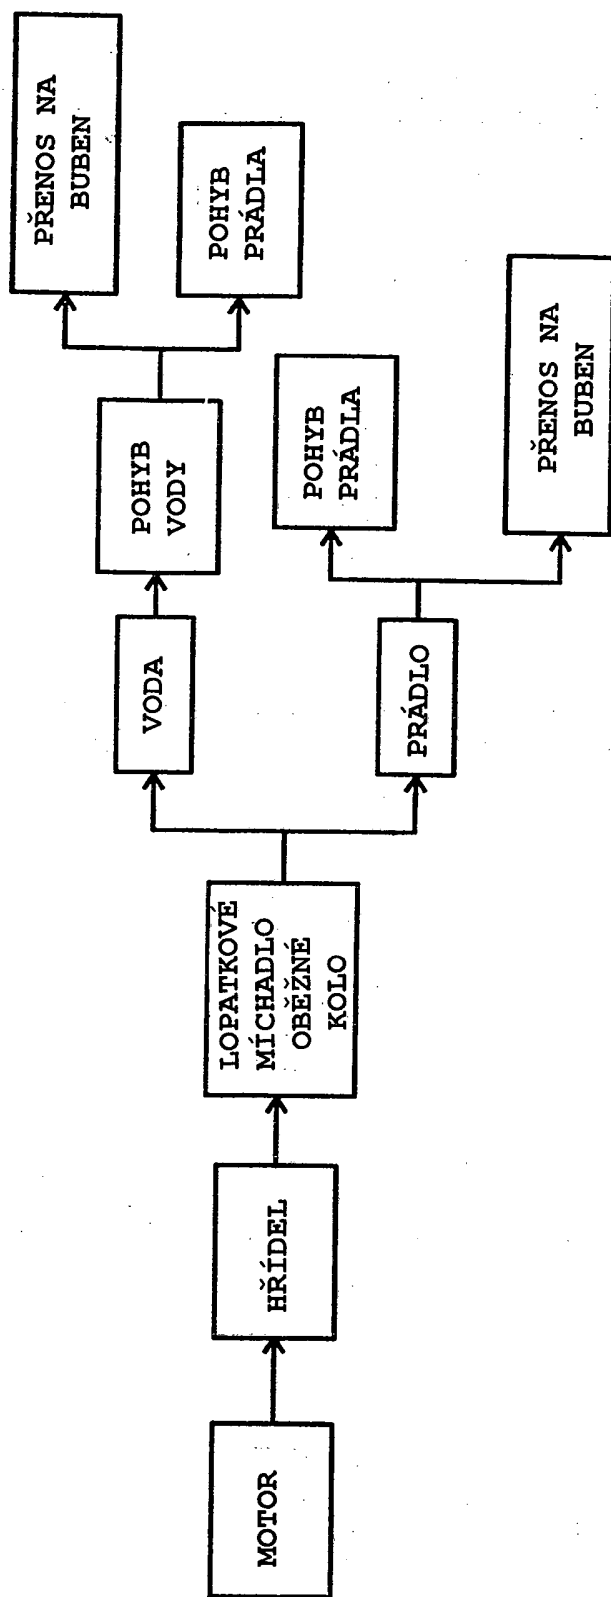 MOTOR
HŘÍDEL
LOPATKOVÉ
MÍCHADLO
OBĚŽNÉ
KOLO
VODA
POHYB
VODY
PŘENOS NA
BUBEN
POHYB
PRÁDLA
PRÁDLO
POHYB
PRÁDLA
PŘENOS NA
BUBEN